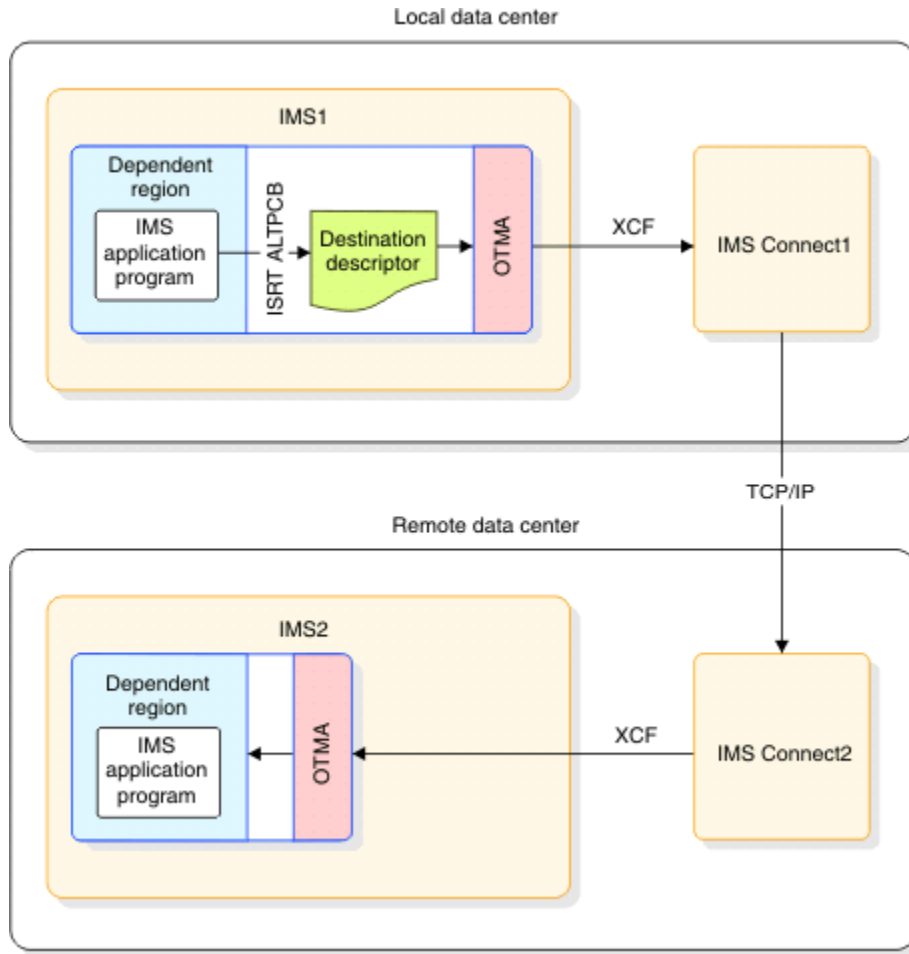 Local data center
IMS1
Dependent
region
IMS
application
program
ISRT ALTPCB
Destination
descriptor
OTMA
XCF
IMS Connect1
TCP/IP
Remote data center
IMS2
Dependent
region
IMS
application
program
OTMA
XCF
IMS Connect2